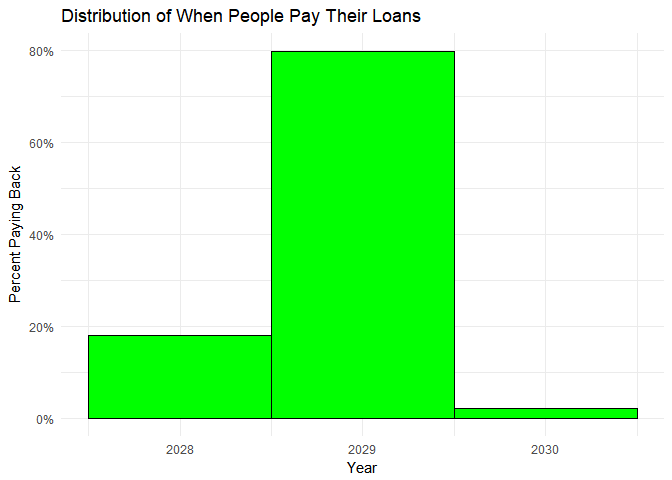 Distribution of When People Pay Their Loans
Percent Paying Back
80%
60%
40%
20%
0%
2028 2029 2030
Year